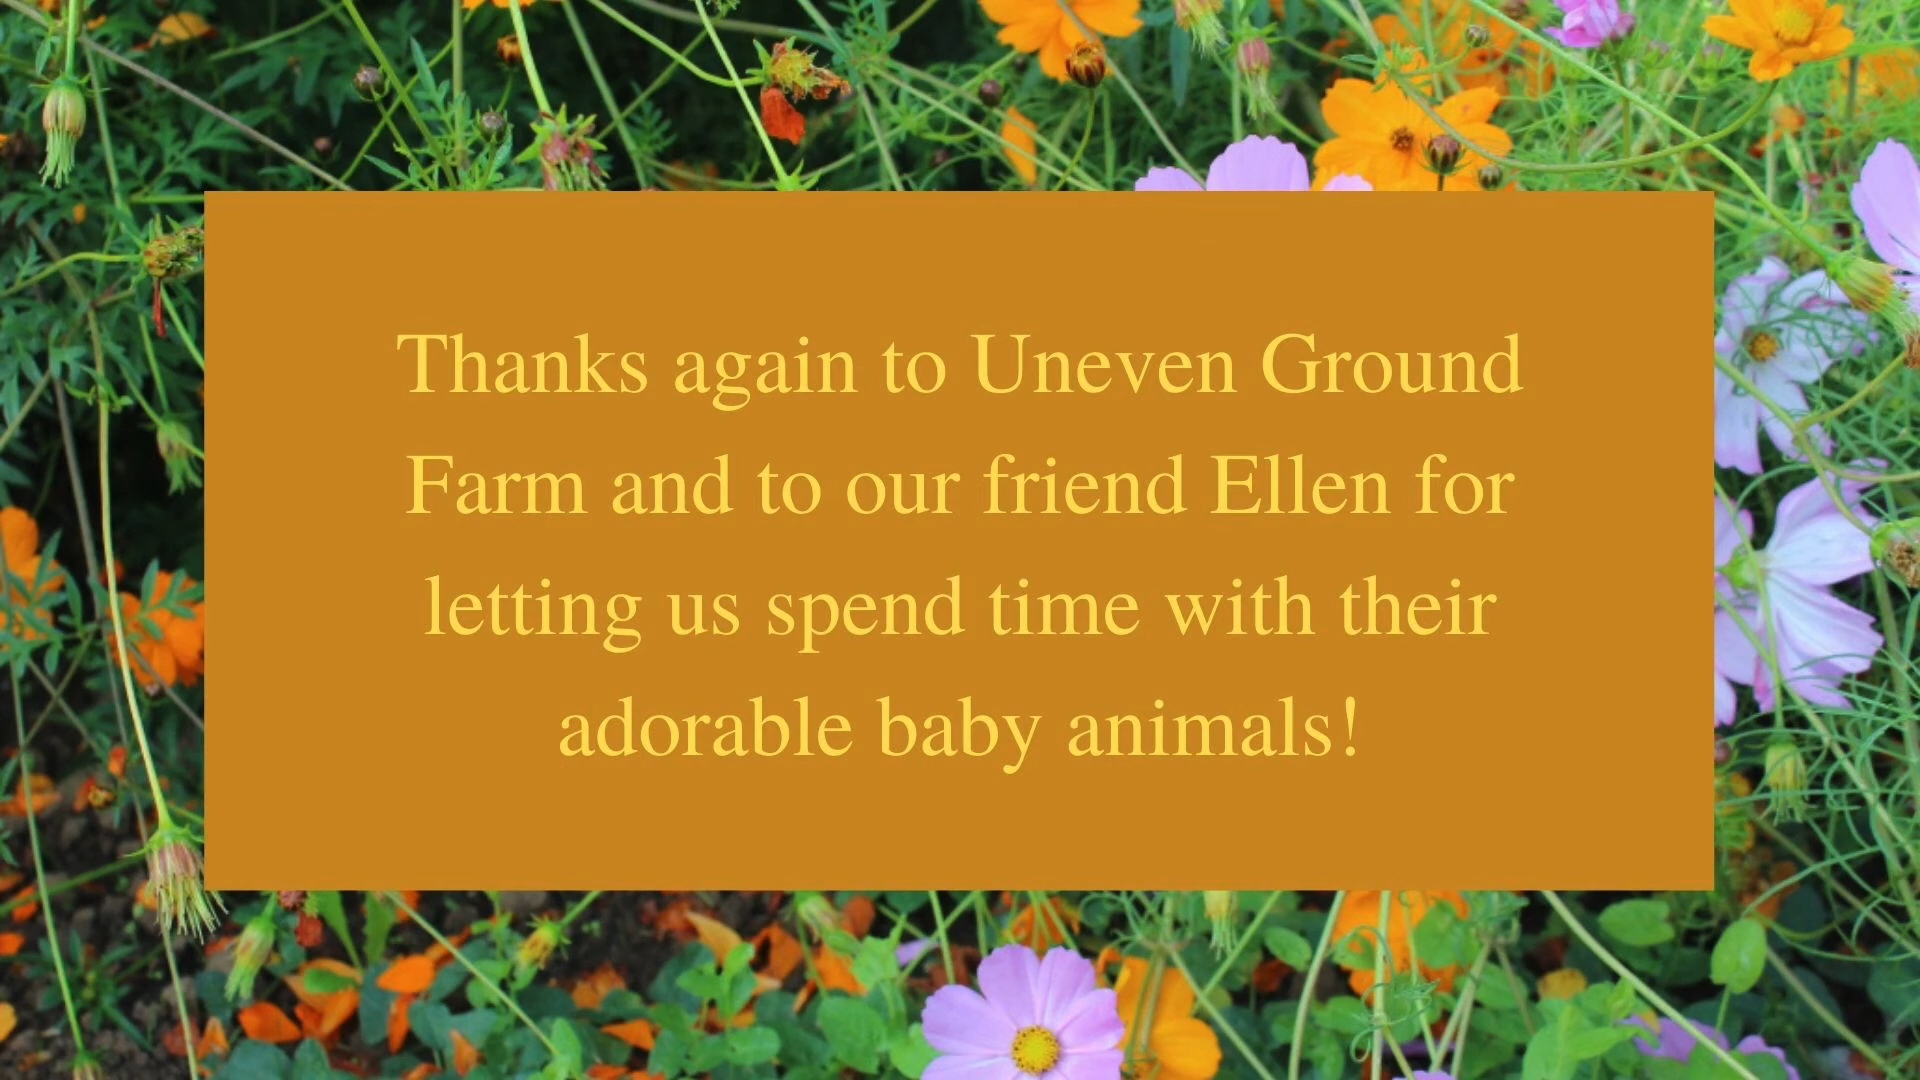 Thanks again to Uneven Ground
Farm and to our friend Ellen for
letting us spend time with their
adorable baby animals!